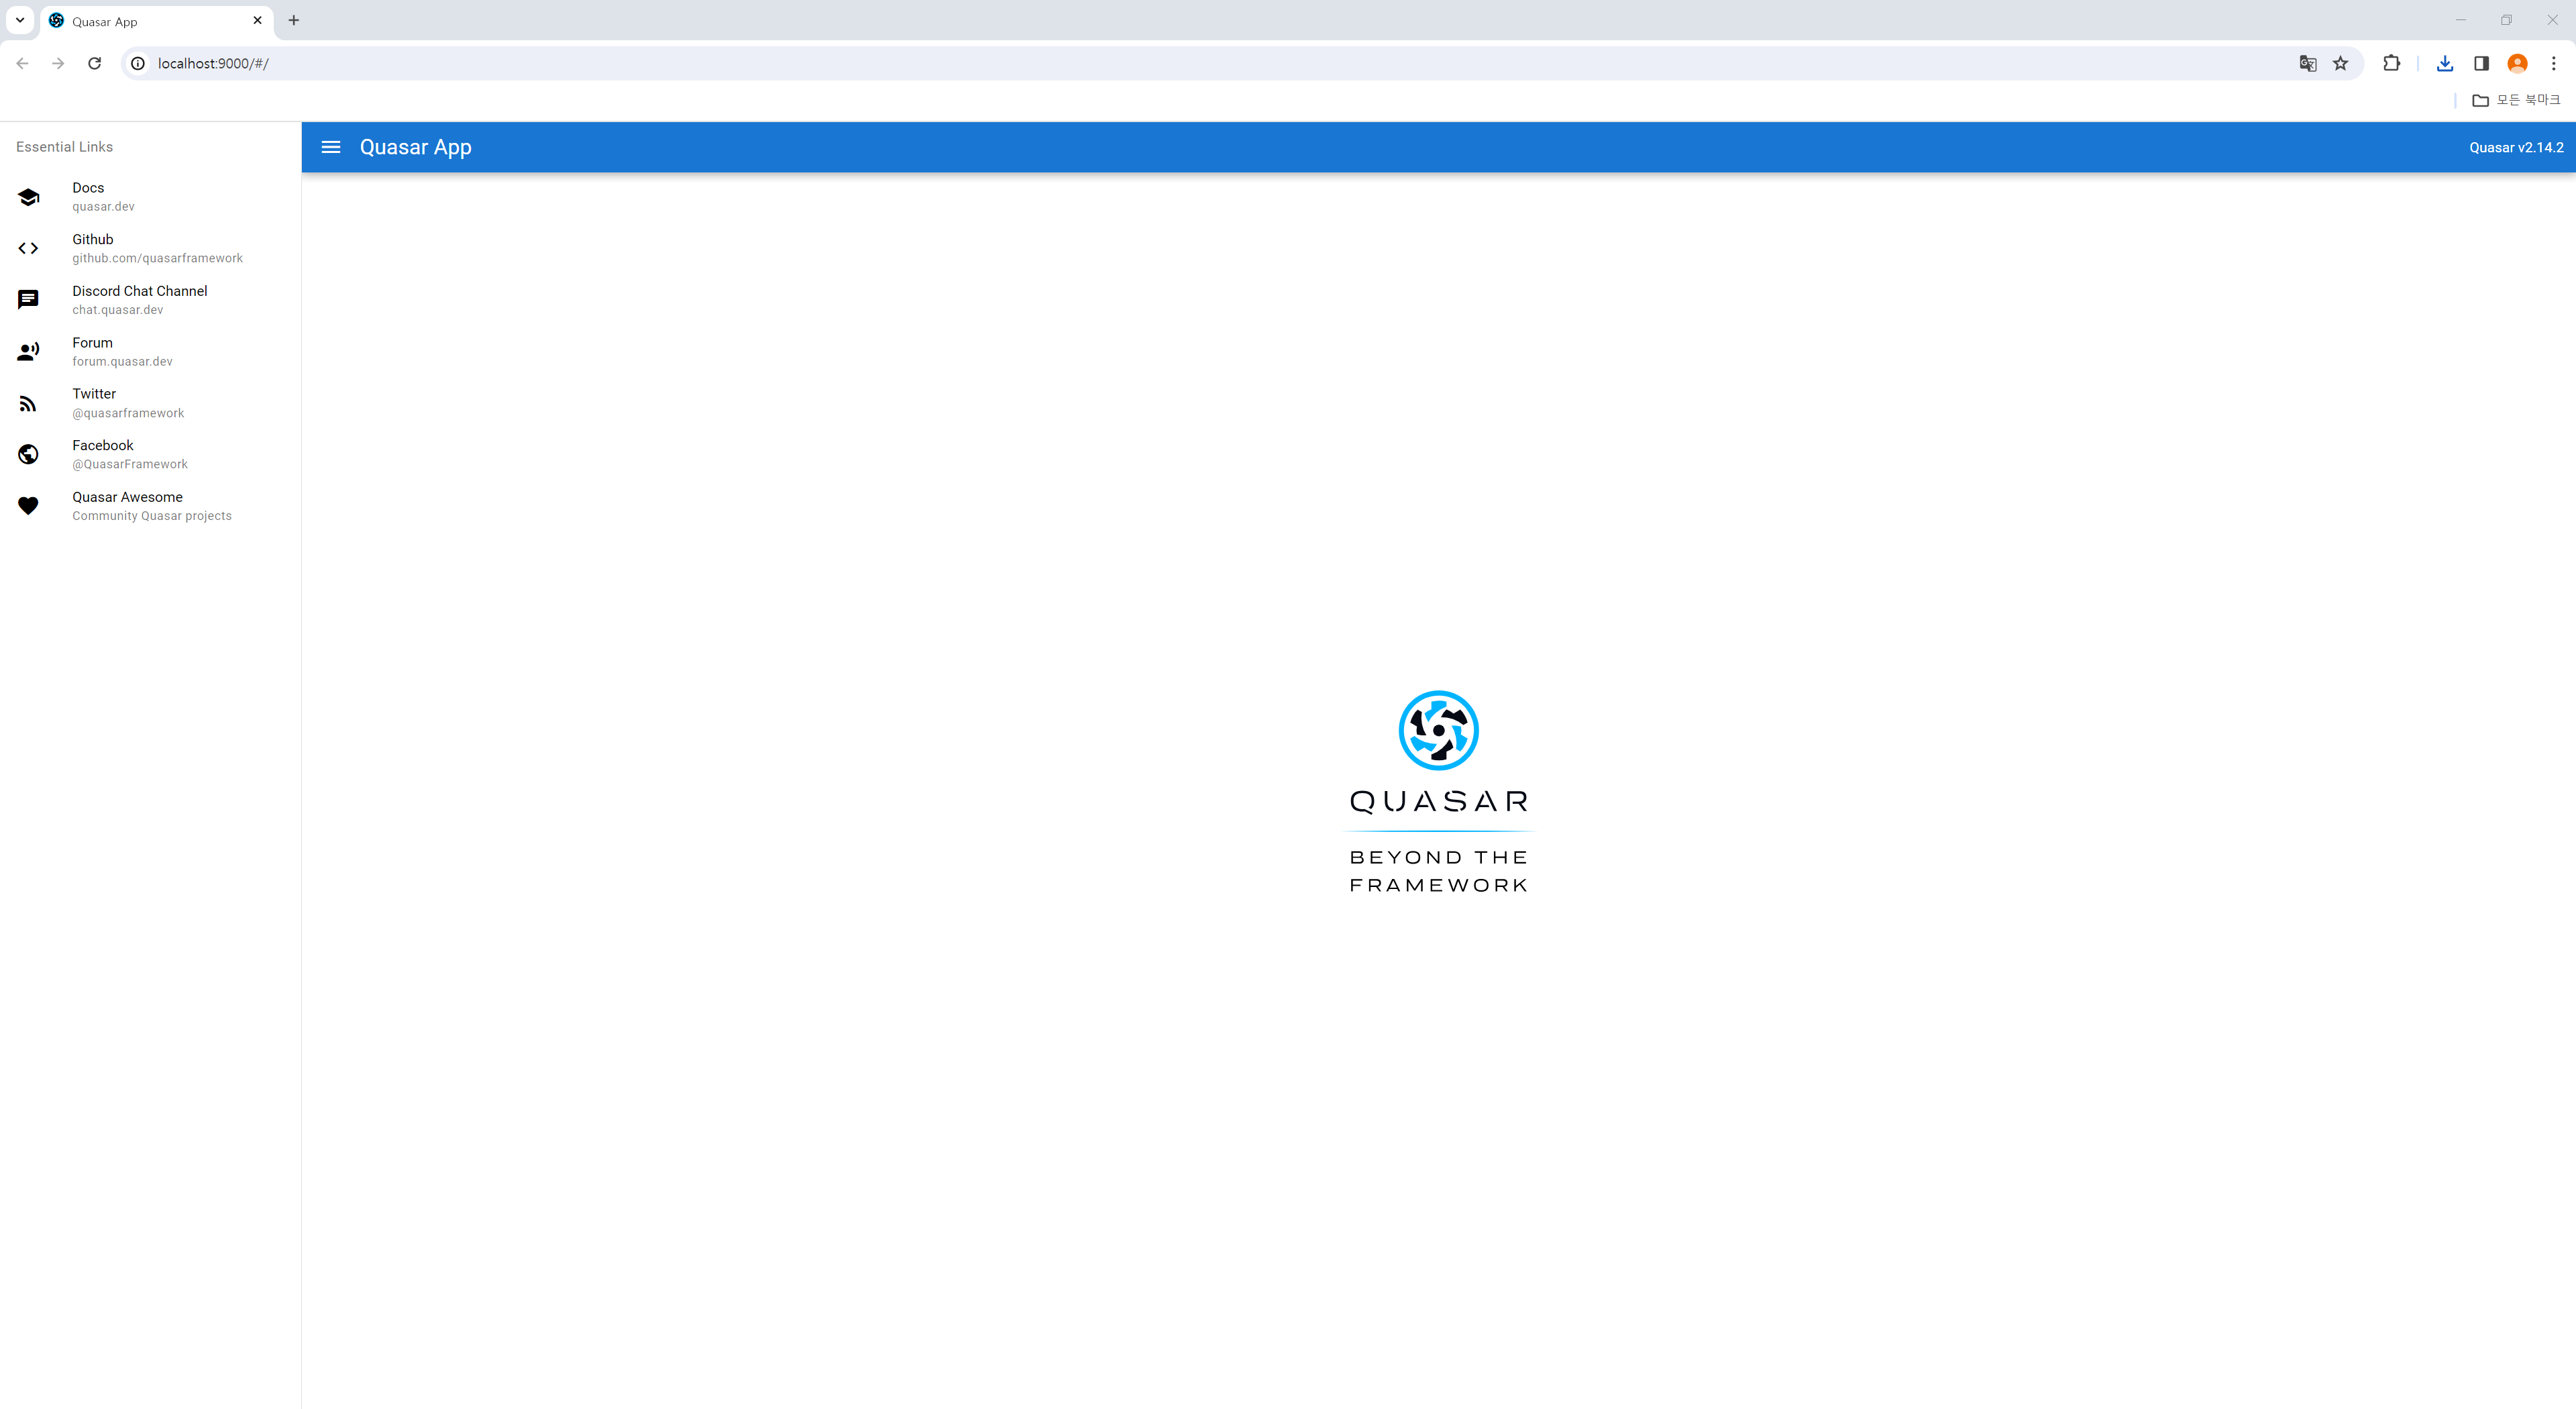 Quasar App
localhost:9000/#/
모든 북마크
Essential Links
Quasar App
Quasar v2.14.2
Docs
quasar.dev
Github
github.com/quasarframework
Discord Chat Channel
chat.quasar.dev
Forum
forum.quasar.dev
Twitter
@quasarframework
Facebook
@QuasarFramework
Quasar Awesome
Community Quasar projects
QUASAR
BEYOND THE
FRAMEWORK